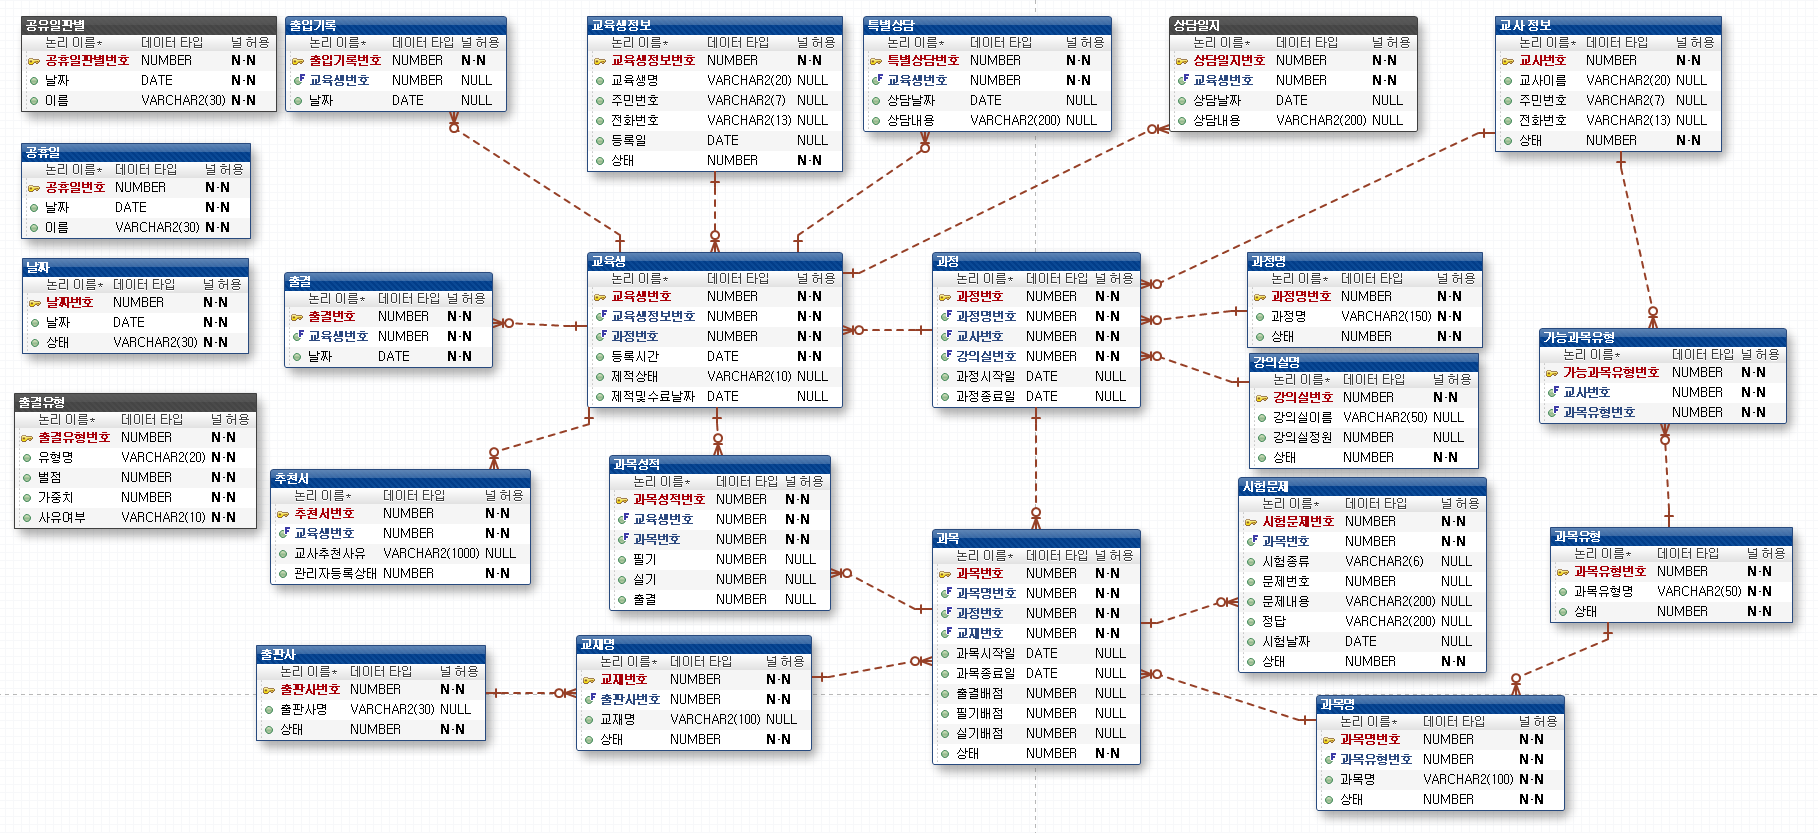 공유일판별
논리 이름* 데이터 타입 널 허용
공휴일판별번호 NUMBER N-N
날짜 DATE N-N
이름 VARCHAR2(30) N-N
출입기록
논리 이름* 데이터 타입 널 허용
출입기록번호 NUMBER N-N
교육생번호 NUMBER NULL
날짜 DATE NULL
교육생정보
논리 이름* 데이터 타입 널 허용
교육생정보번호 NUMBER N-N
교육생명 VARCHAR2(20) NULL
주민번호 VARCHAR2(7) NULL
전화번호 VARCHAR2(13) NULL
등록일 DATE NULL
상태 NUMBER N-N
특별상담
논리 이름* 데이터 타입 널 허용
특별상담번호 NUMBER N-N
교육생번호 NUMBER N-N
상담날짜 DATE NULL
상담내용 VARCHAR2(200) NULL
상담일지
논리 이름* 데이터 타입 널 허용
상담일지번호 NUMBER N-N
교육생번호 NUMBER N-N
상담날짜 DATE NULL
상담내용 VARCHAR2(200) NULL
교사 정보
논리 이름* 데이터 타입 널 허용
교사번호 NUMBER N-N
교사이름 VARCHAR2(20) NULL
주민번호 VARCHAR2(7) NULL
전화번호 VARCHAR2(13) NULL
상태 NUMBER N-N
공휴일
논리 이름* 데이터 타입 널 허용
공휴일번호 NUMBER N-N
날짜 DATE N-N
이름 VARCHAR2(30) N-N
날짜
논리 이름* 데이터 타입 널 허용
날짜번호 NUMBER N-N
날짜 DATE N-N
상태 VARCHAR2(30) N-N
출결
논리 이름* 데이터 타입 널 허용
출결번호 NUMBER N-N
교육생번호 NUMBER N-N
날짜 DATE N-N
교육생
논리 이름* 데이터 타입 널 허용
교육생번호 NUMBER N-N
교육생정보번호 NUMBER N-N
과정번호 NUMBER N-N
등록시간 DATE N-N
제적상태 VARCHAR2(10) NULL
제적및수료날짜 DATE NULL
과정
논리 이름* 데이터 타입 널 허용
과정번호 NUMBER N-N
과정명번호 NUMBER N-N
교사번호 NUMBER N-N
강의실번호 NUMBER N-N
과정시작일 DATE NULL
과정종료일 DATE NULL
과정명
논리 이름* 데이터 타입 널 허용
과정명번호 NUMBER N-N
과정명 VARCHAR2(150) N-N
상태 NUMBER N-N
강의실명
논리 이름* 데이터 타입 널 허용
강의실번호 NUMBER N-N
강의실이름 VARCHAR2(50) NULL
강의실정원 NUMBER NULL
상태 NUMBER N-N
가능과목유형
논리 이름* 데이터 타입 널 허용
가능과목유형번호 NUMBER N-N
교사번호 NUMBER N-N
과목유형번호 NUMBER N-N
출결유형
논리 이름* 데이터 타입 널 허용
출결유형번호 NUMBER N-N
유형명 VARCHAR2(20) N-N
벌점 NUMBER N-N
가중치 NUMBER N-N
사유여부 VARCHAR2(10) N-N
추천서
논리 이름* 데이터 타입 널 허용
추천서번호 NUMBER N-N
교육생번호 NUMBER N-N
교사추천사유 VARCHAR2(1000) NULL
관리자등록상태 NUMBER N-N
과목성적
논리 이름* 데이터 타입 널 허용
과목성적번호 NUMBER N-N
교육생번호 NUMBER N-N
과목번호 NUMBER N-N
필기 NUMBER NULL
실기 NUMBER NULL
출결 NUMBER NULL
과목
논리 이름* 데이터 타입 널 허용
과목번호 NUMBER N-N
과목명번호 NUMBER N-N
과정번호 NUMBER N-N
교재번호 NUMBER N-N
과목시작일 DATE NULL
과목종료일 DATE NULL
출결배점 NUMBER NULL
필기배점 NUMBER NULL
실기배점 NUMBER NULL
상태 NUMBER N-N
시험문제
논리 이름* 데이터 타입 널 허용
시험문제번호 NUMBER N-N
과목번호 NUMBER N-N
시험종류 VARCHAR2(6) NULL
문제번호 NUMBER NULL
문제내용 VARCHAR2(200) NULL
정답 VARCHAR2(200) NULL
시험날짜 DATE NULL
상태 NUMBER N-N
과목유형
논리 이름* 데이터 타입 널 허용
과목유형번호 NUMBER N-N
과목유형명 VARCHAR2(50) N-N
상태 NUMBER N-N
출판사
논리 이름* 데이터 타입 널 허용
출판사번호 NUMBER N-N
출판사명 VARCHAR2(30) NULL
상태 NUMBER N-N
교재명
논리 이름* 데이터 타입 널 허용
교재번호 NUMBER N-N
출판사번호 NUMBER N-N
교재명 VARCHAR2(100) NULL
상태 NUMBER N-N
과목명
논리 이름* 데이터 타입 널 허용
과목명번호 NUMBER N-N
과목유형번호 NUMBER N-N
과목명 VARCHAR2(100) N-N
상태 NUMBER N-N